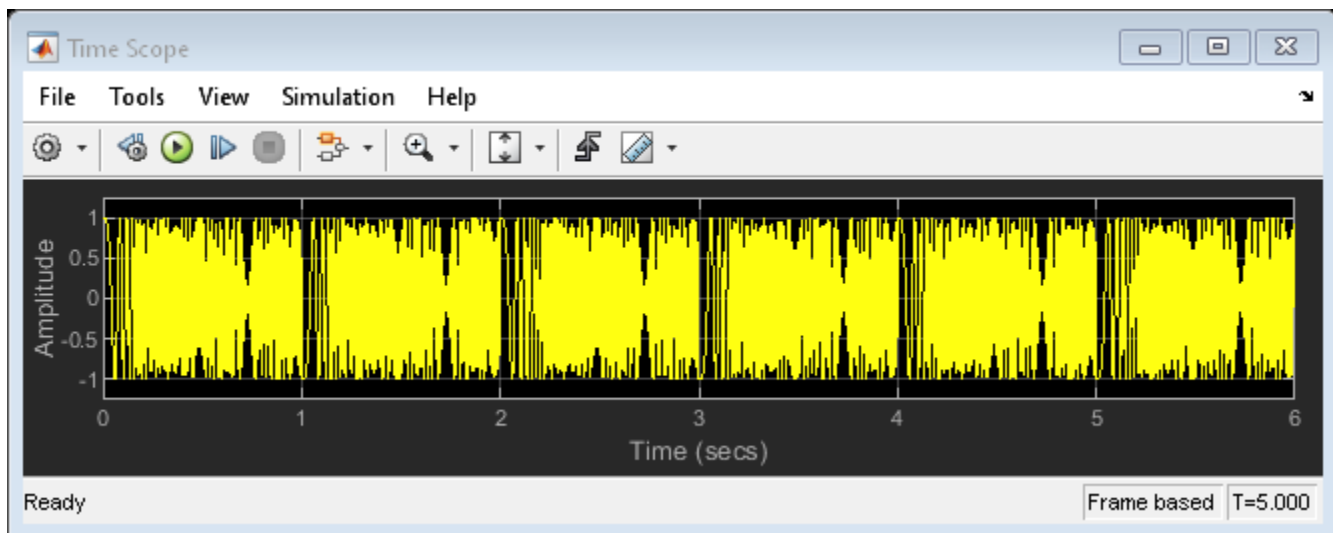 Time Scope
File Tools View Simulation Help
Amplitude
1
0.5
0
-0.5
-1
0 1 2 3 4 5 6
Time (secs)
Ready Frame based T=5.000